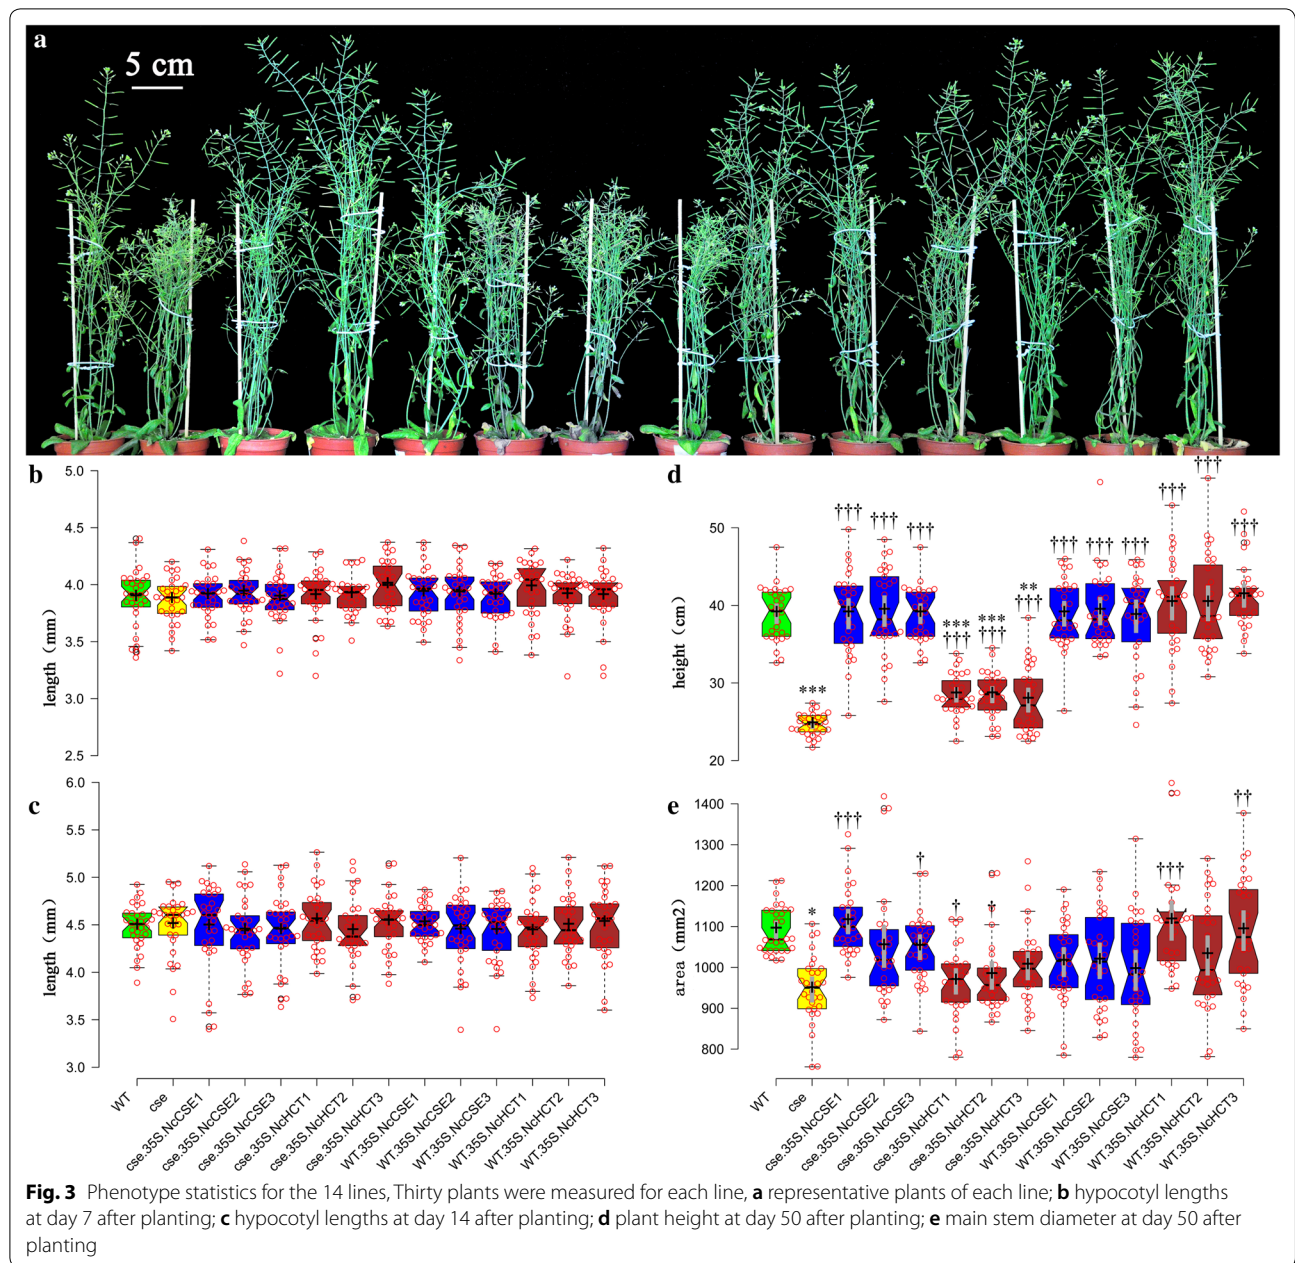 a
5 cm
b
5.0
4.5
4.0
3.5
3.0
2.5
length（mm）
c
6.0
5.5
5.0
4.5
4.0
3.5
3.0
length（mm）
WT
cse
cse.35S.NcCSE1
cse.35S.NcCSE2
cse.35S.NcCSE3
cse.35S.NcHCT1
cse.35S.NcHCT2
cse.35S.NcHCT3
WT.35S.NcCSE1
WT.35S.NcCSE2
WT.35S.NcCSE3
WT.35S.NcHCT1
WT.35S.NcHCT2
WT.35S.NcHCT3
d
50
40
30
20
height（cm）
***
†††
†††
†††
***
†††
***
†††
**
†††
†††
†††
†††
†††
†††
†††
e
1400
1300
1200
1100
1000
900
800
area（mm2）
*
†††
†
†
†
†††
††
WT
cse
cse.35S.NcCSE1
cse.35S.NcCSE2
cse.35S.NcCSE3
cse.35S.NcHCT1
cse.35S.NcHCT2
cse.35S.NcHCT3
WT.35S.NcCSE1
WT.35S.NcCSE2
WT.35S.NcCSE3
WT.35S.NcHCT1
WT.35S.NcHCT2
WT.35S.NcHCT3
Fig. 3 Phenotype statistics for the 14 lines, Thirty plants were measured for each line, a representative plants of each line; b hypocotyl lengths
at day 7 after planting; c hypocotyl lengths at day 14 after planting; d plant height at day 50 after planting; e main stem diameter at day 50 after
planting